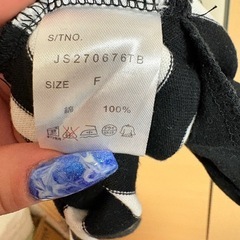 S/TNO.
JS270676TB
SIZE F
綿 100%